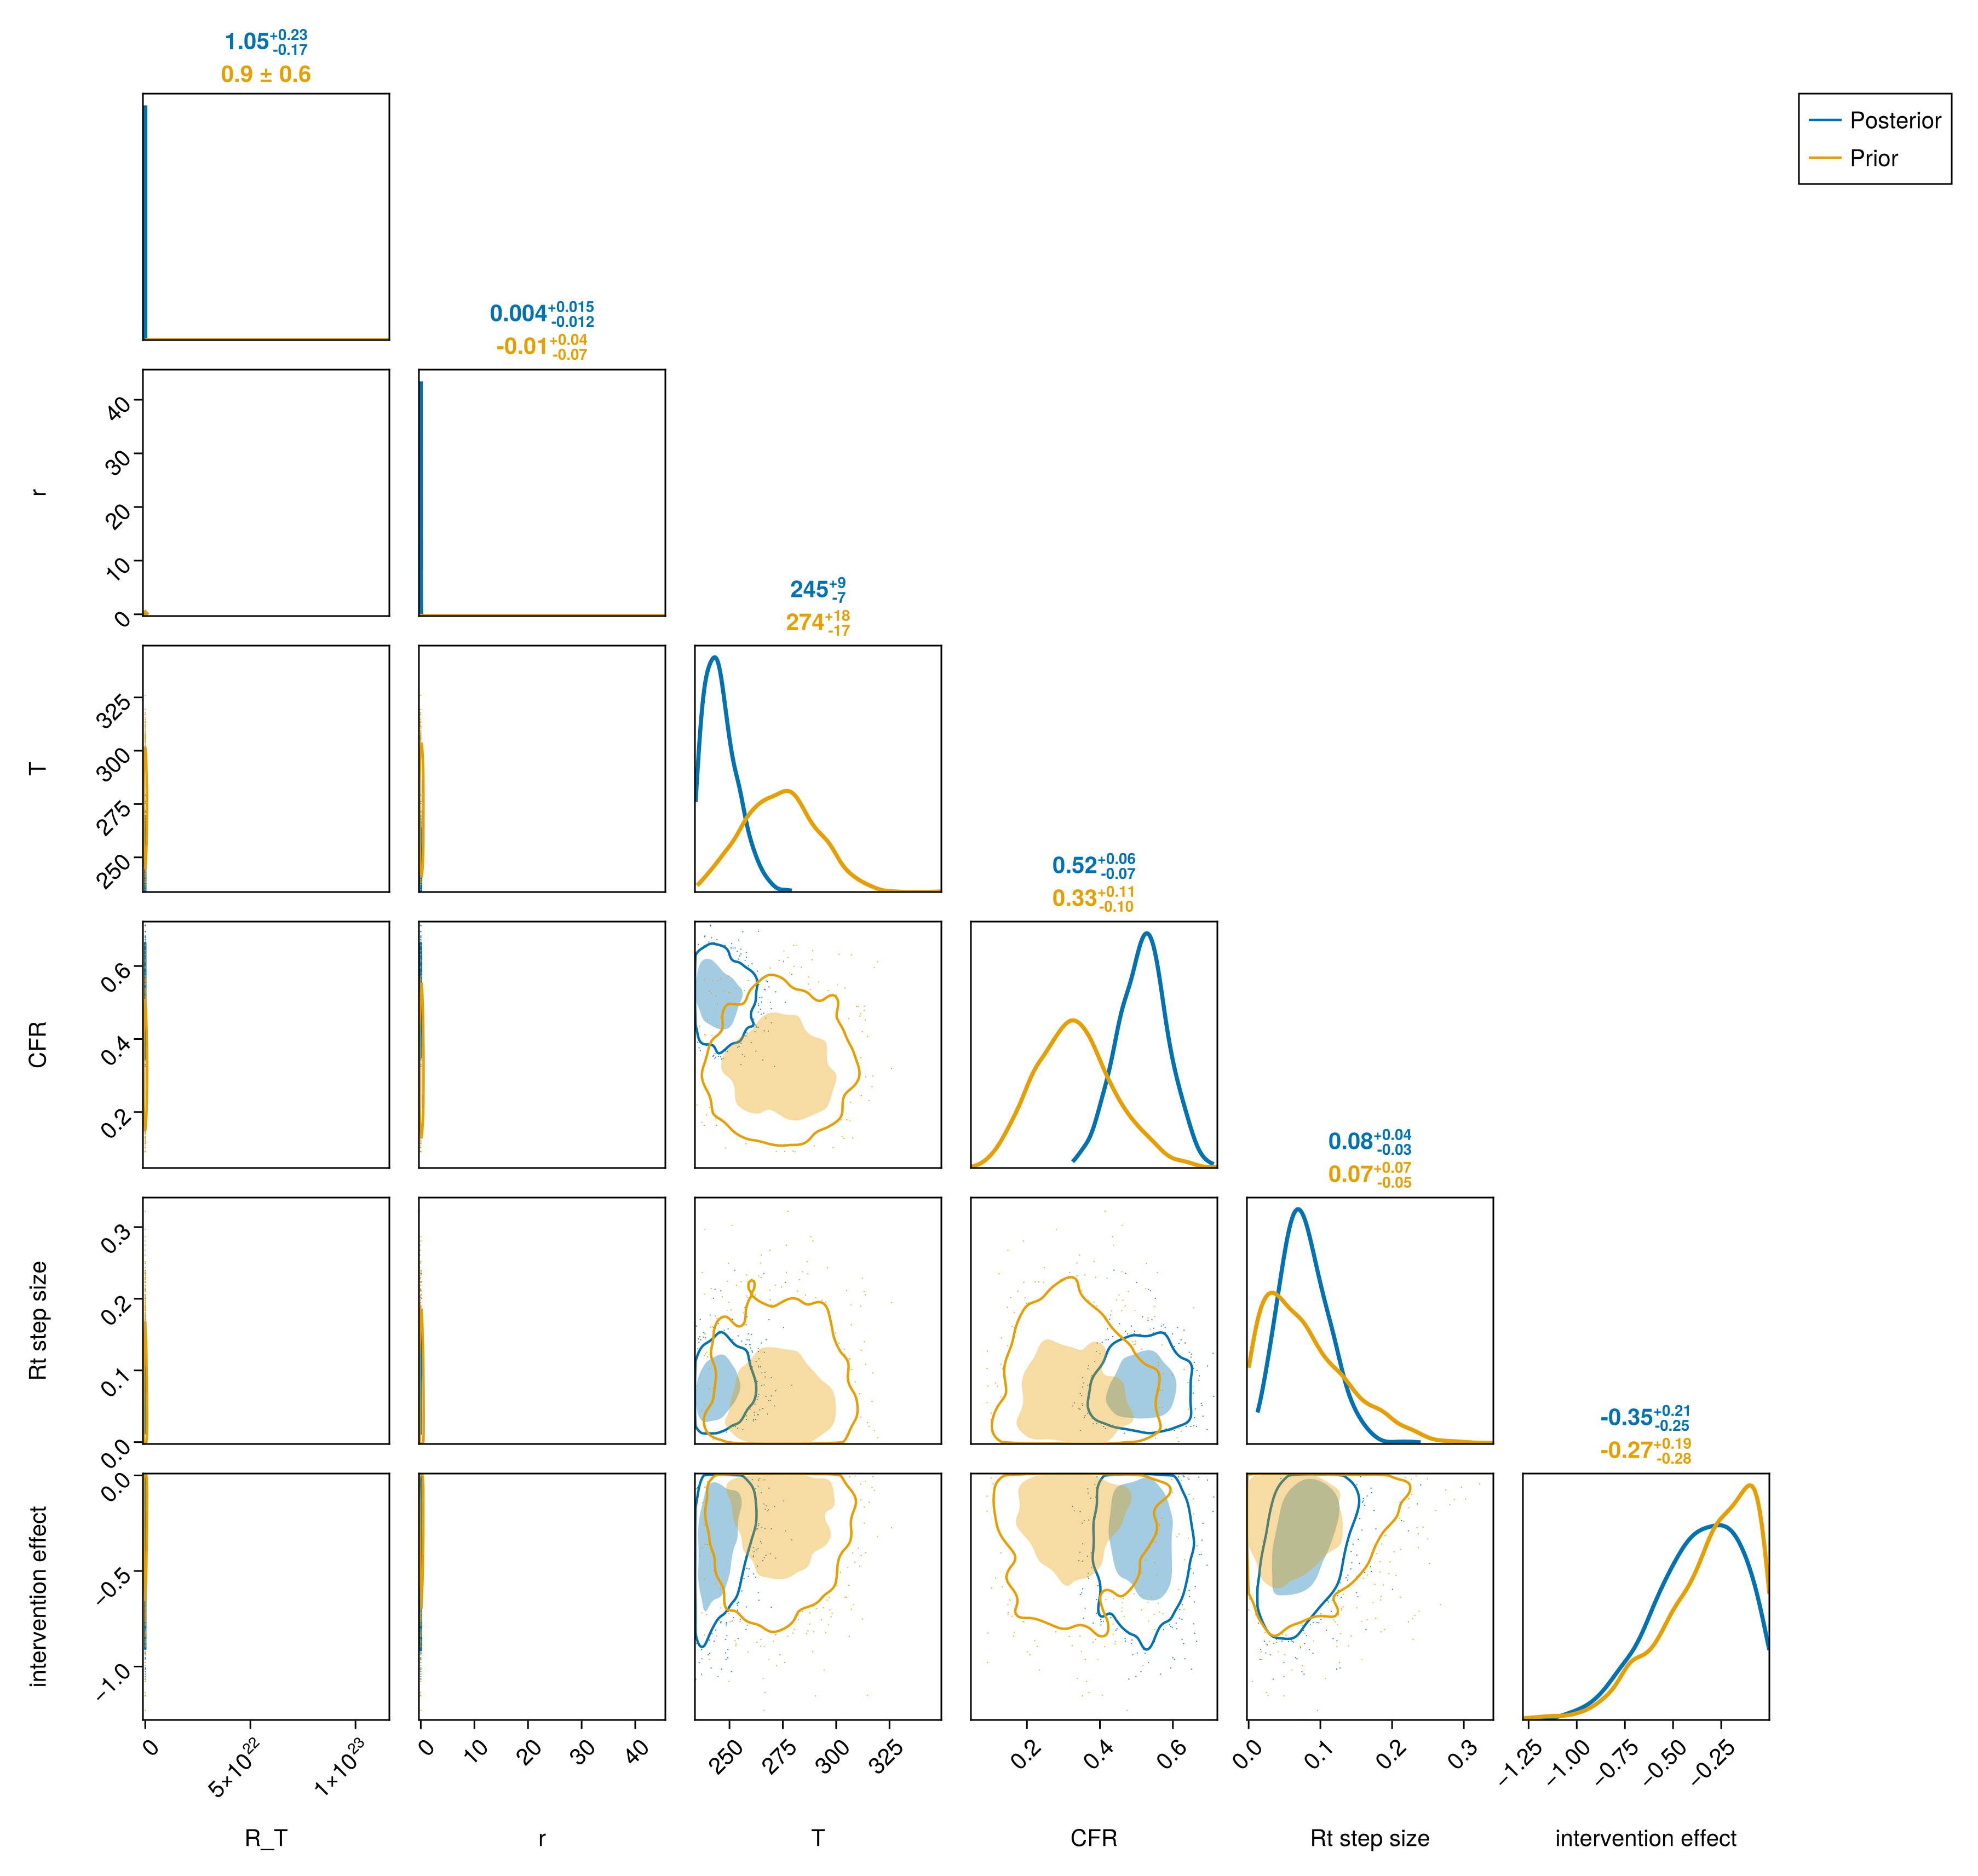 1.05+0.23
-0.17
0.9 ± 0.6
Posterior
Prior
0.004+0.015
-0.012
-0.01+0.04
-0.07
r
40
30
20
10
0
245+9
-7
274+18
-17
T
325
300
275
250
0.52+0.06
-0.07
0.33+0.11
-0.10
CFR
0.6
0.4
0.2
0.08+0.04
-0.03
0.07+0.07
-0.05
Rt step size
0.3
0.2
0.1
0.0
-0.35+0.21
-0.25
-0.27+0.19
-0.28
intervention effect
0.0
−0.5
−1.0
0 5×10²² 1×10²³
0 10 20 30 40
250 275 300 325
0.2 0.4 0.6
0.0 0.1 0.2 0.3
−1.25 −1.00 −0.75 −0.50 −0.25
R_T r T CFR Rt step size intervention effect